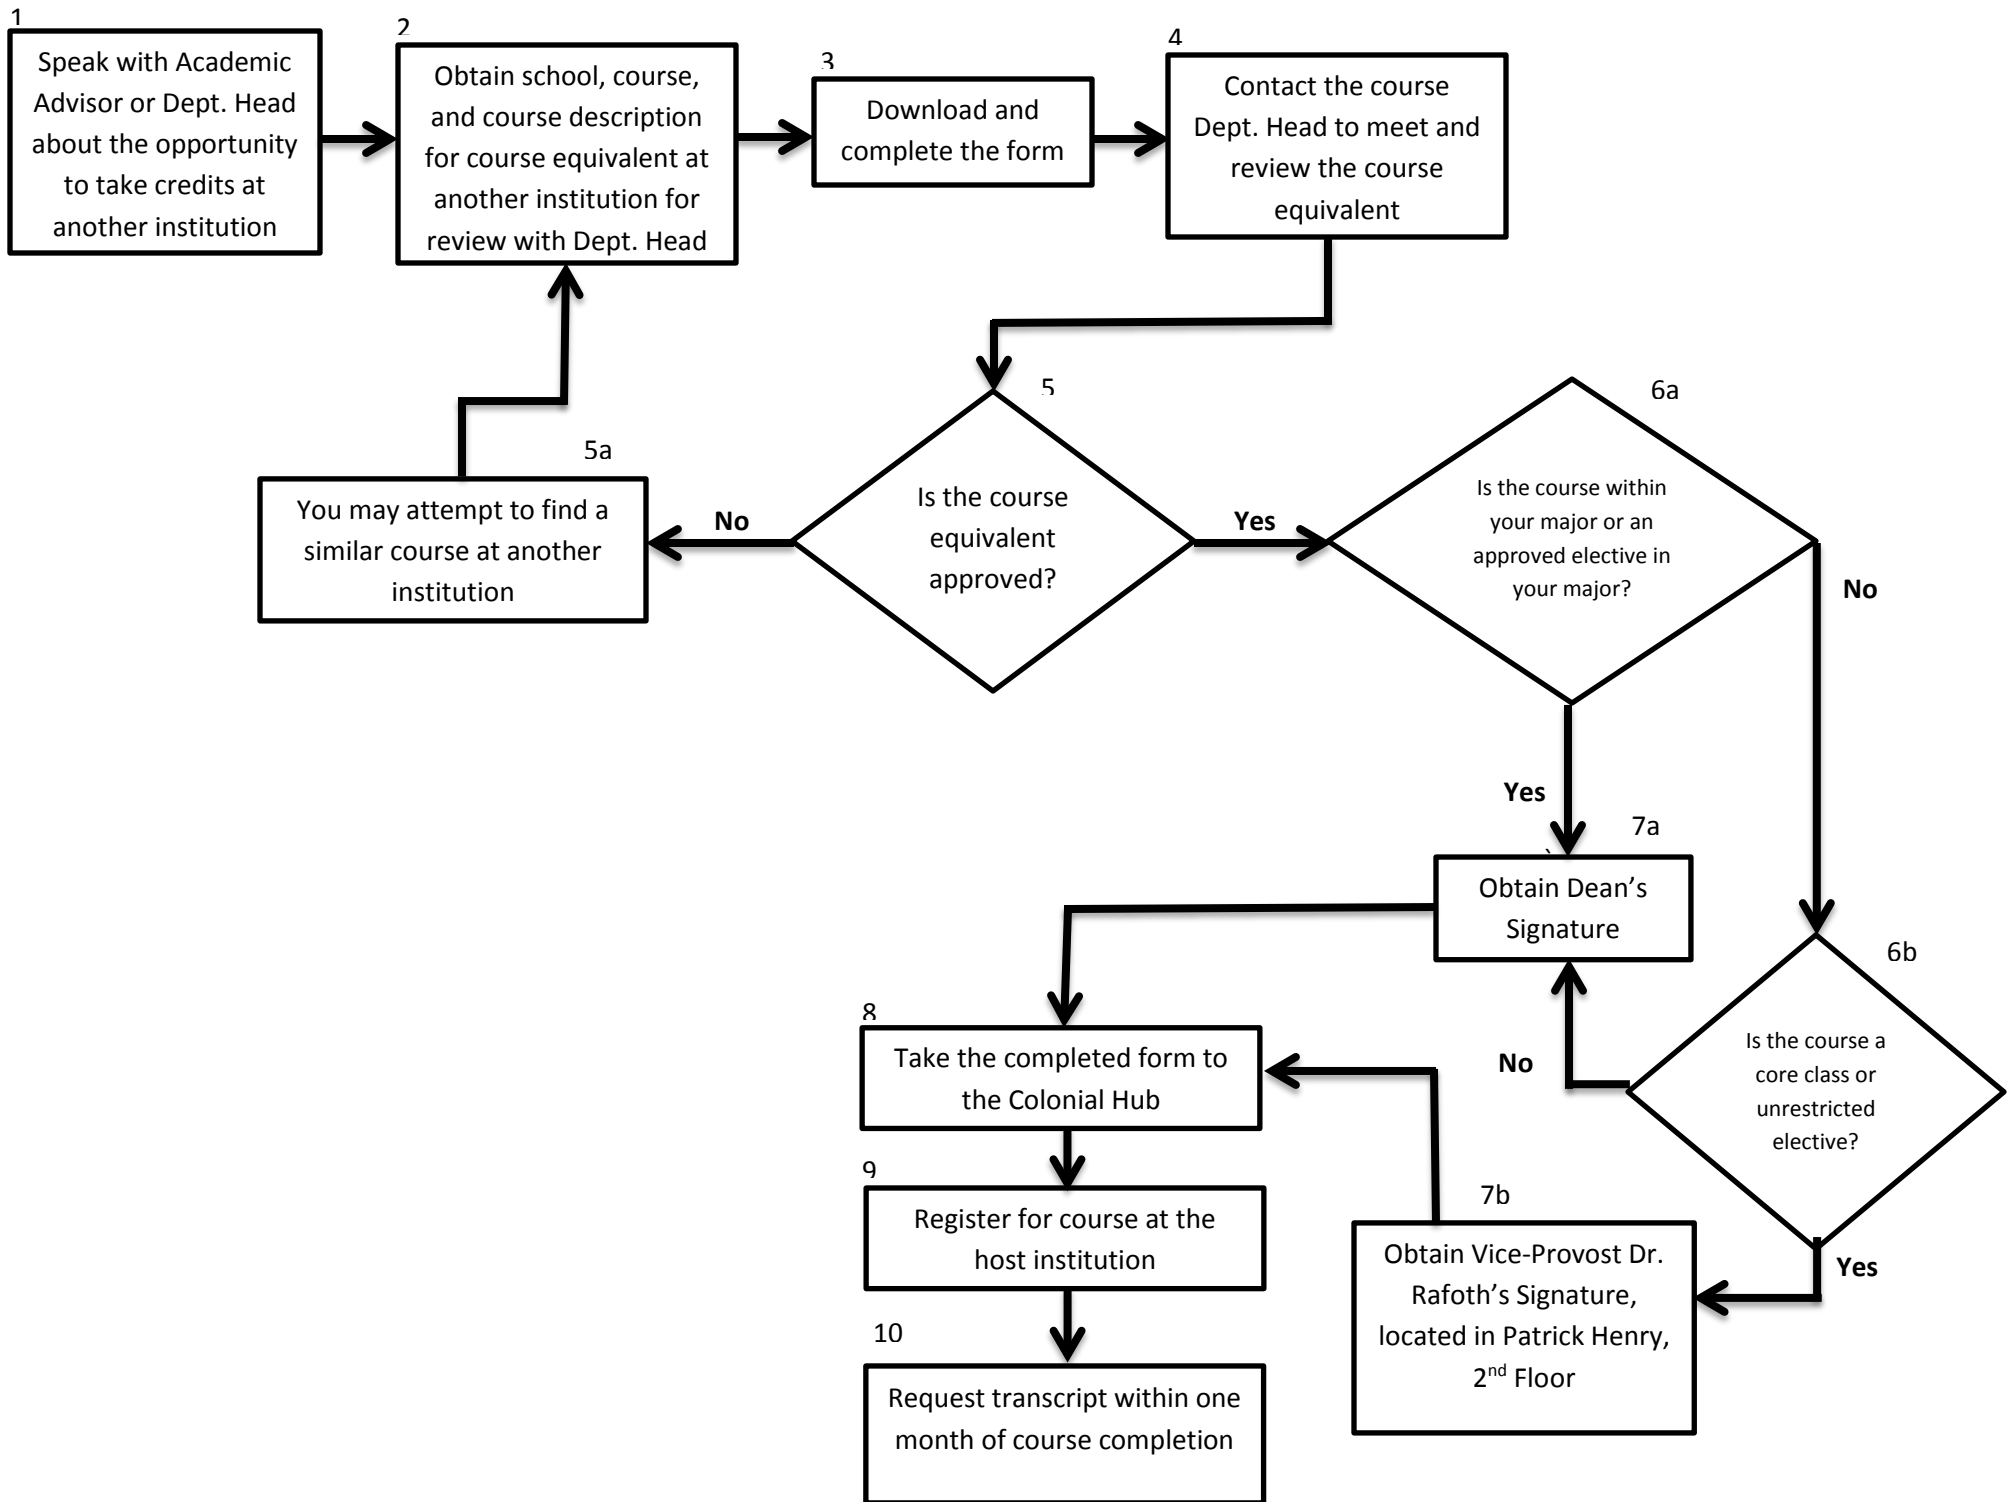 1
Speak with Academic
Advisor or Dept. Head
about the opportunity
to take credits at
another institution
2
Obtain school, course,
and course description
for course equivalent at
another institution for
review with Dept. Head
3
Download and
complete the form
4
Contact the course
Dept. Head to meet and
review the course
equivalent
5
Is the course
equivalent
approved?
No
Yes
5a
You may attempt to find a
similar course at another
institution
6a
Is the course within
your major or an
approved elective in
your major?
No
Yes
7a
`
Obtain Dean’s
Signature
6b
Is the course a
core class or
unrestricted
elective?
No
Yes
7b
Obtain Vice-Provost Dr.
Rafoth’s Signature,
located in Patrick Henry,
2nd Floor
8
Take the completed form to
the Colonial Hub
9
Register for course at the
host institution
10
Request transcript within one
month of course completion